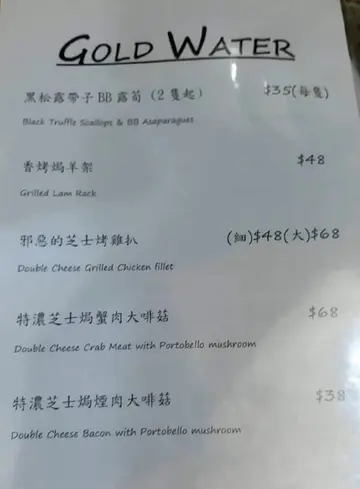 GOLD WATER
黑松露帶子BB露荀（2隻起） $35(每隻)
Black Truffle Scallops & BB Asaparagues
香烤焗羊架 $48
Grilled Lam Rack
邪惡的芝士烤雞扒 (細)$48(大)$68
Double Cheese Grilled Chicken fillet
特濃芝士焗蟹肉大啡菇 $68
Double Cheese Crab Meat with Portobello mushroom
特濃芝士焗煙肉大啡菇 $38
Double Cheese Bacon with Portobello mushroom